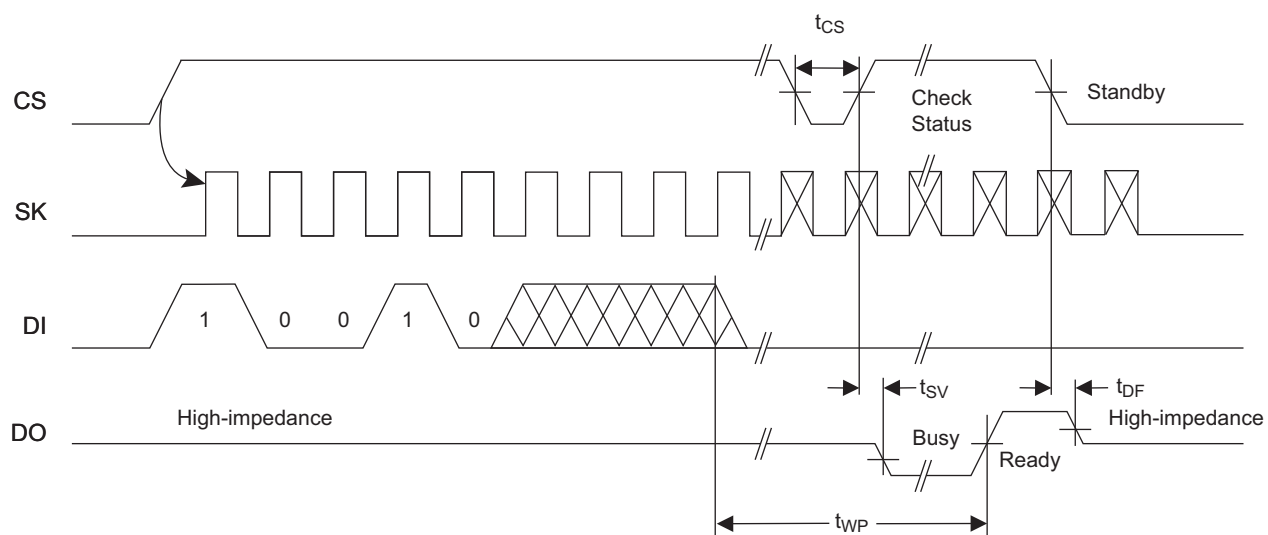 tCS
CS
Check
Status
Standby
SK
DI
1 0 0 1 0
tSV
tDF
DO
High-impedance
Busy
Ready
High-impedance
tWP